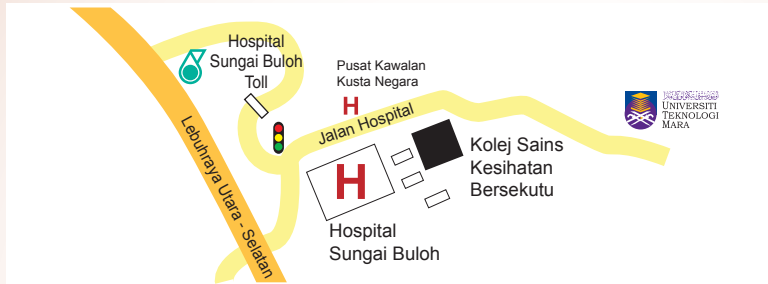 Hospital
Sungai Buloh
Toll
Pusat Kawalan
Kusta Negara
H
Jalan Hospital
Lebuhraya Utara - Selatan
H
Hospital
Sungai Buloh
Kolej Sains
Kesihatan
Bersekutu
UNIVERSITI
TEKNOLOGI
MARA